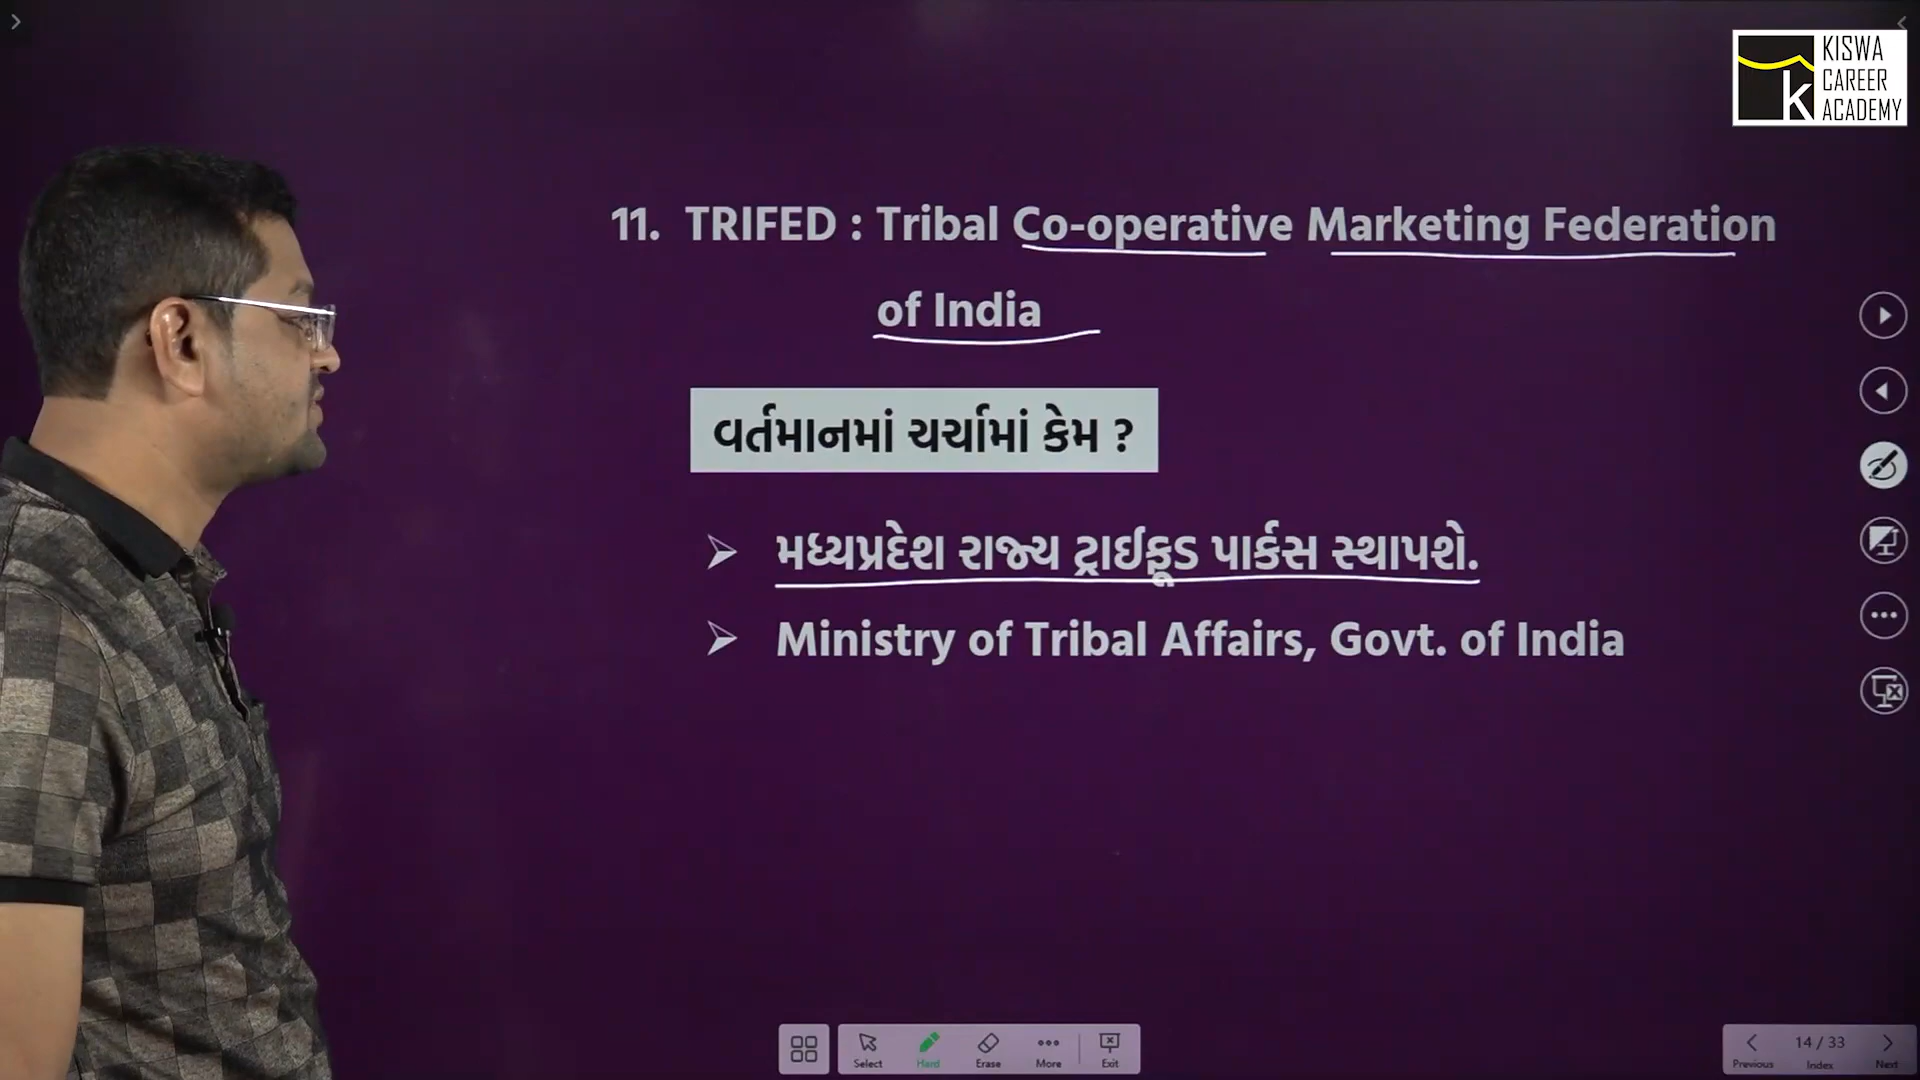 KISWA
CAREER
ACADEMY
k
11. TRIFED : Tribal Co-operative Marketing Federation
of India
વર્તમાનમાં ચર્ચામાં કેમ ?
➢ મધ્યપ્રદેશ રાજ્ય ટ્રાઈફૂડ પાર્કસ સ્થાપશે.
➢ Ministry of Tribal Affairs, Govt. of India
Select
Hard
Erase
More
Exit
14 / 33
Previous
Index
Next